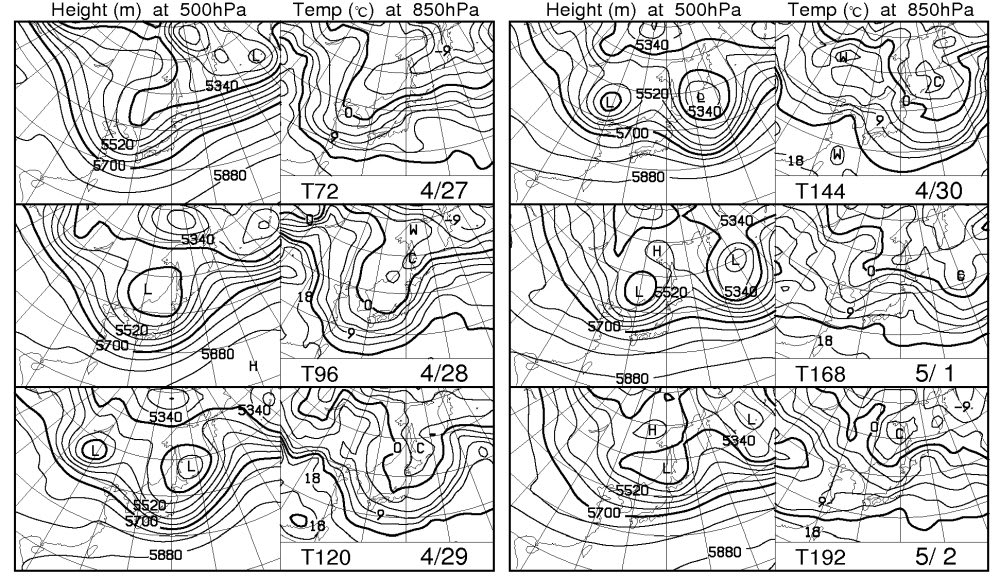 Height (m) at 500hPa Temp (℃) at 850hPa
Height (m) at 500hPa Temp (℃) at 850hPa
L
5340
5520
5700
5880
-9
0
9
T72 4/27
5340
L
5520
L
5340
5700
5880
W
C
0
9
18
W
T144 4/30
5340
L
5520
5700
5880
H
0
W
-9
C
18
0
9
T96 4/28
5340
H
L
L
5520
5340
5700
5880
0
C
9
18
T168 5/ 1
5340
5340
L
L
5520
5700
5880
0
C
18
9
18
T120 4/29
L
H
5340
L
5520
5700
5880
-9
0
C
9
18
T192 5/ 2